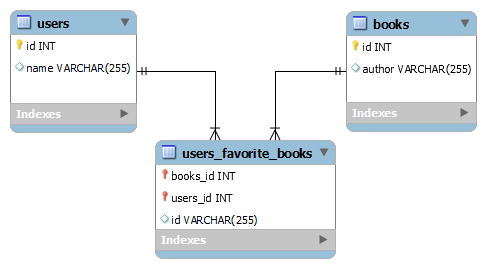 users
id INT
name VARCHAR(255)
Indexes
books
id INT
author VARCHAR(255)
Indexes
users_favorite_books
books_id INT
users_id INT
id VARCHAR(255)
Indexes